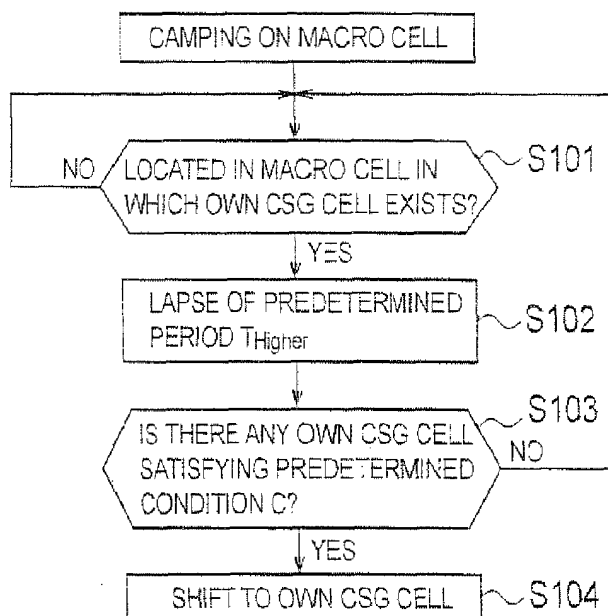 CAMPING ON MACRO CELL
NO
LOCATED IN MACRO CELL IN
WHICH OWN CSG CELL EXISTS?
S101
YES
LAPSE OF PREDETERMINED
PERIOD THigher
S102
IS THERE ANY OWN CSG CELL
SATISFYING PREDETERMINED
CONDITION C?
S103
NO
YES
SHIFT TO OWN CSG CELL
S104